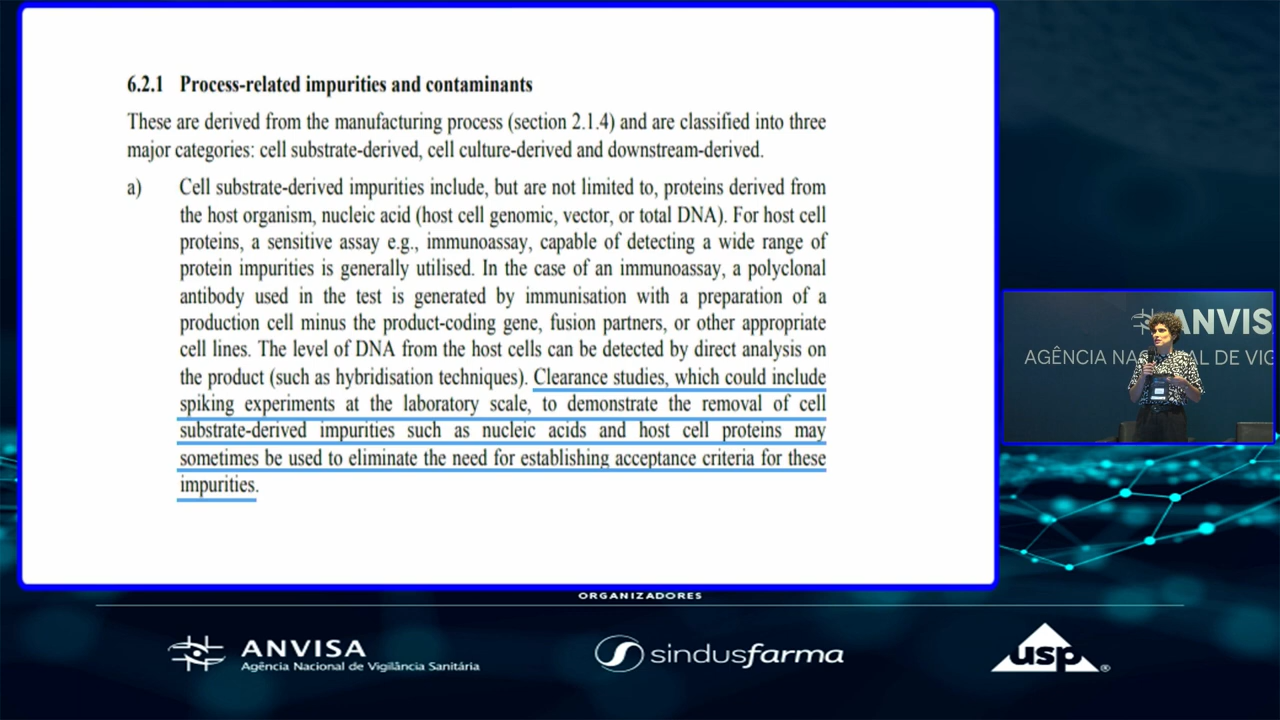 6.2.1 Process-related impurities and contaminants
These are derived from the manufacturing process (section 2.1.4) and are classified into three
major categories: cell substrate-derived, cell culture-derived and downstream-derived.
a) Cell substrate-derived impurities include, but are not limited to, proteins derived from
the host organism, nucleic acid (host cell genomic, vector, or total DNA). For host cell
proteins, a sensitive assay e.g., immunoassay, capable of detecting a wide range of
protein impurities is generally utilised. In the case of an immunoassay, a polyclonal
antibody used in the test is generated by immunisation with a preparation of a
production cell minus the product-coding gene, fusion partners, or other appropriate
cell lines. The level of DNA from the host cells can be detected by direct analysis on
the product (such as hybridisation techniques). Clearance studies, which could include
spiking experiments at the laboratory scale, to demonstrate the removal of cell
substrate-derived impurities such as nucleic acids and host cell proteins may
sometimes be used to eliminate the need for establishing acceptance criteria for these
impurities.
ANVIS
AGÊNCIA NA AL DE VIG
ORGANIZADORES
ANVISA
Agência Nacional de Vigilância Sanitária
sindusfarma
usp®